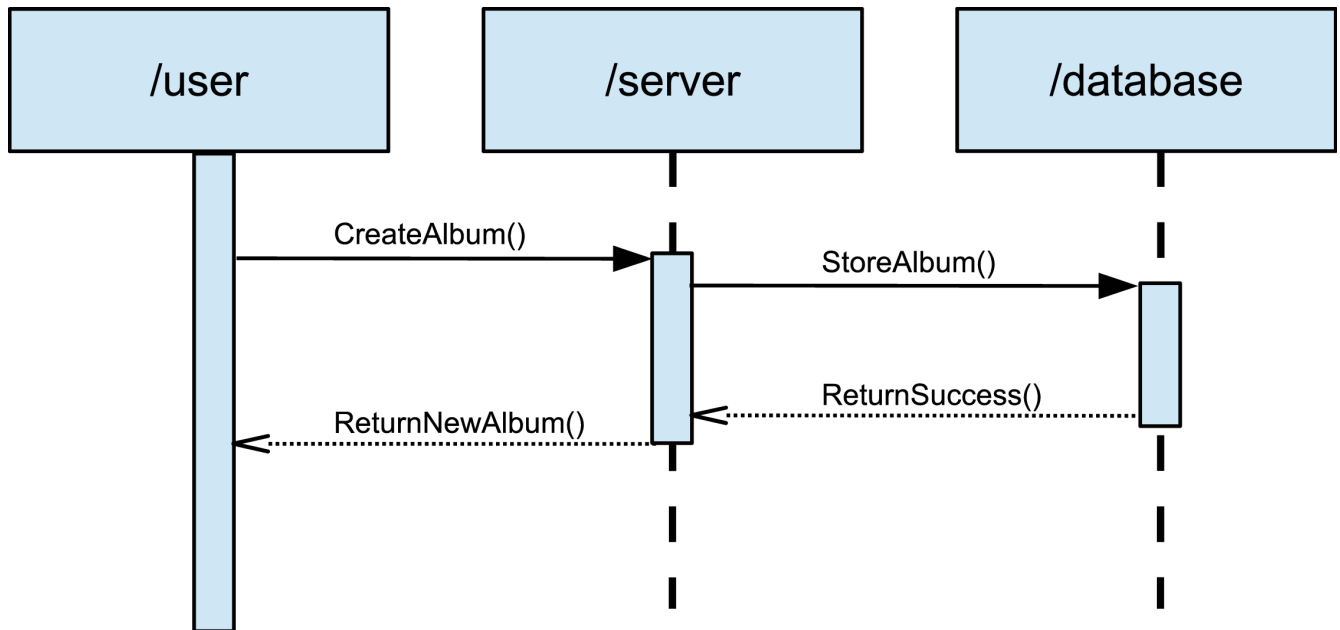 /user
/server
/database
CreateAlbum()
StoreAlbum()
ReturnSuccess()
ReturnNewAlbum()